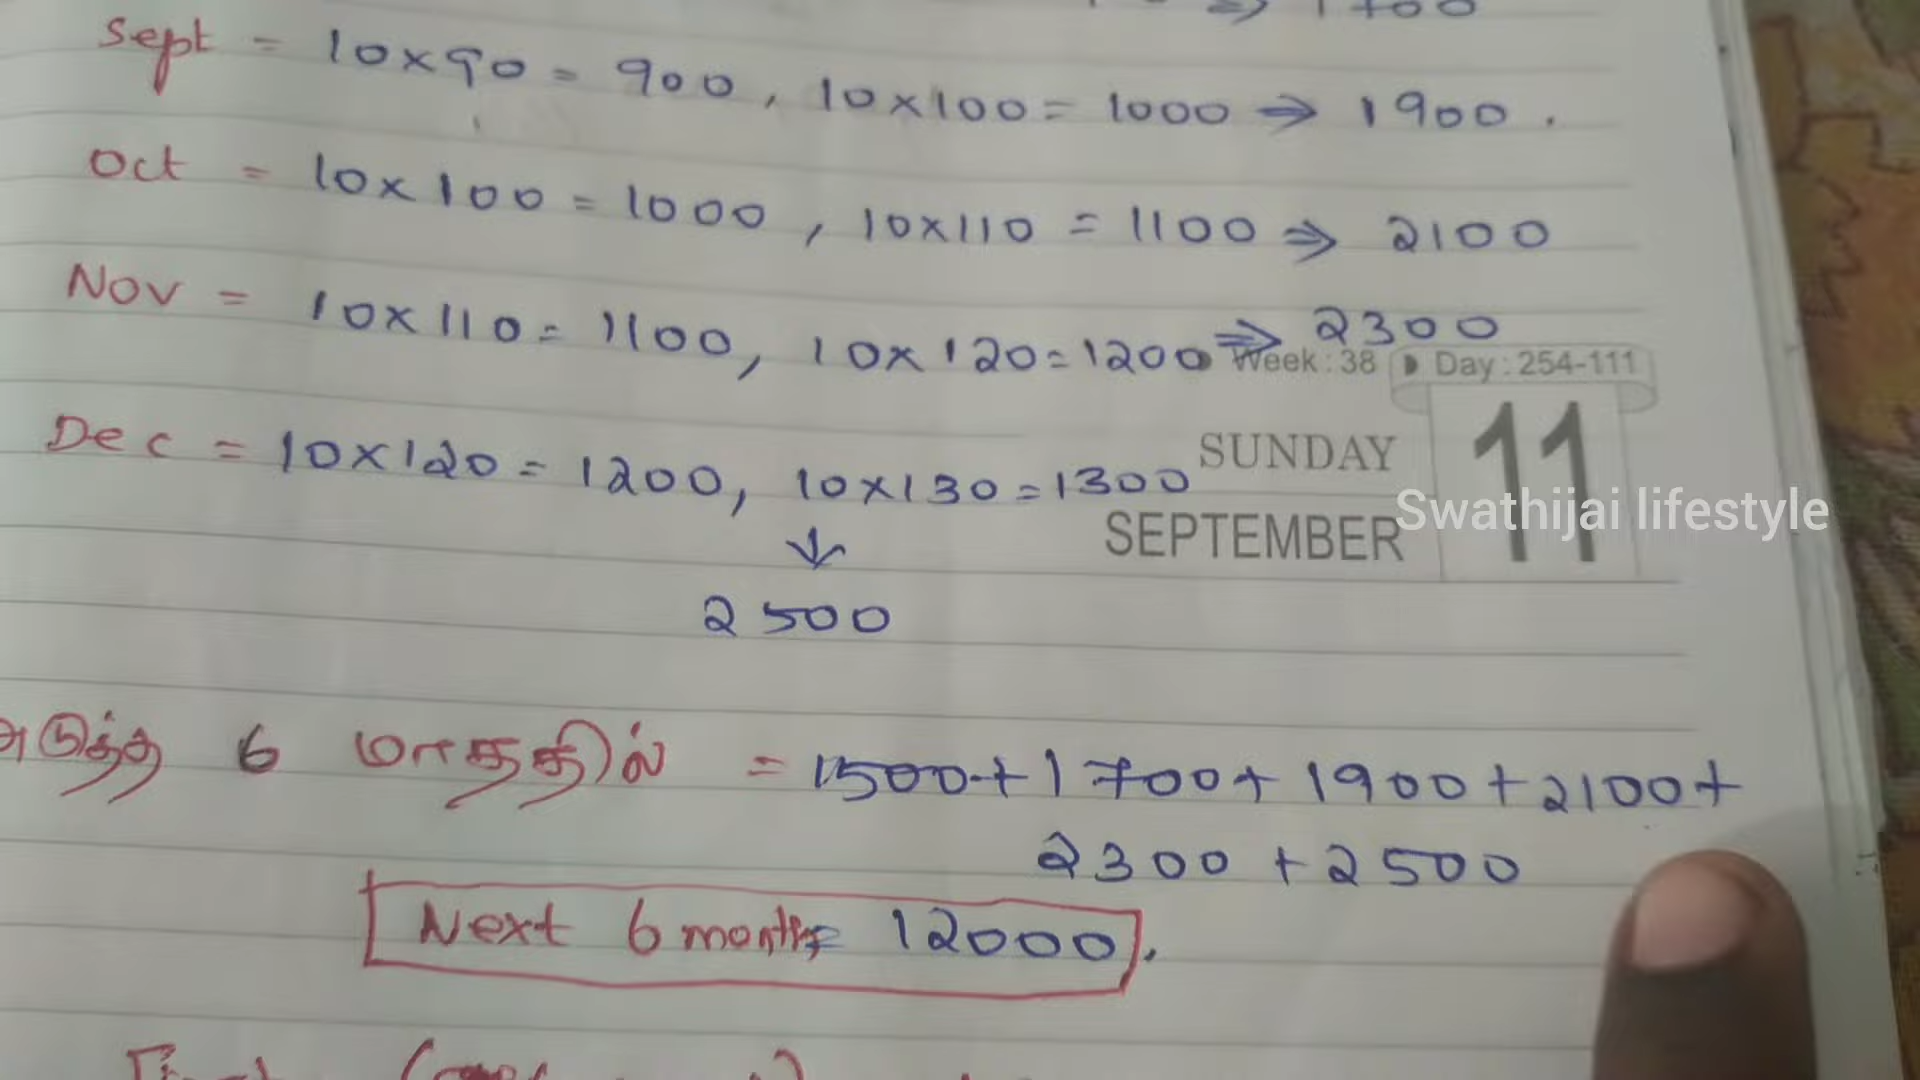 ⇒ 1700
Sept = 10×90 = 900, 10×100 = 1000 ⇒ 1900.
Oct = 10×100 = 1000, 10×110 = 1100 ⇒ 2100
Nov = 10×110 = 1100, 10×120 = 1200 ⇒ 2300
Week : 38 Day : 254-111
Dec = 10×120 = 1200, 10×130 = 1300
SUNDAY 11
SEPTEMBER
Swathijai lifestyle
↓
2500
அடுத்த 6 மாதத்தில் = 1500+1700+1900+2100+
2300+2500
Next 6 months 12000.